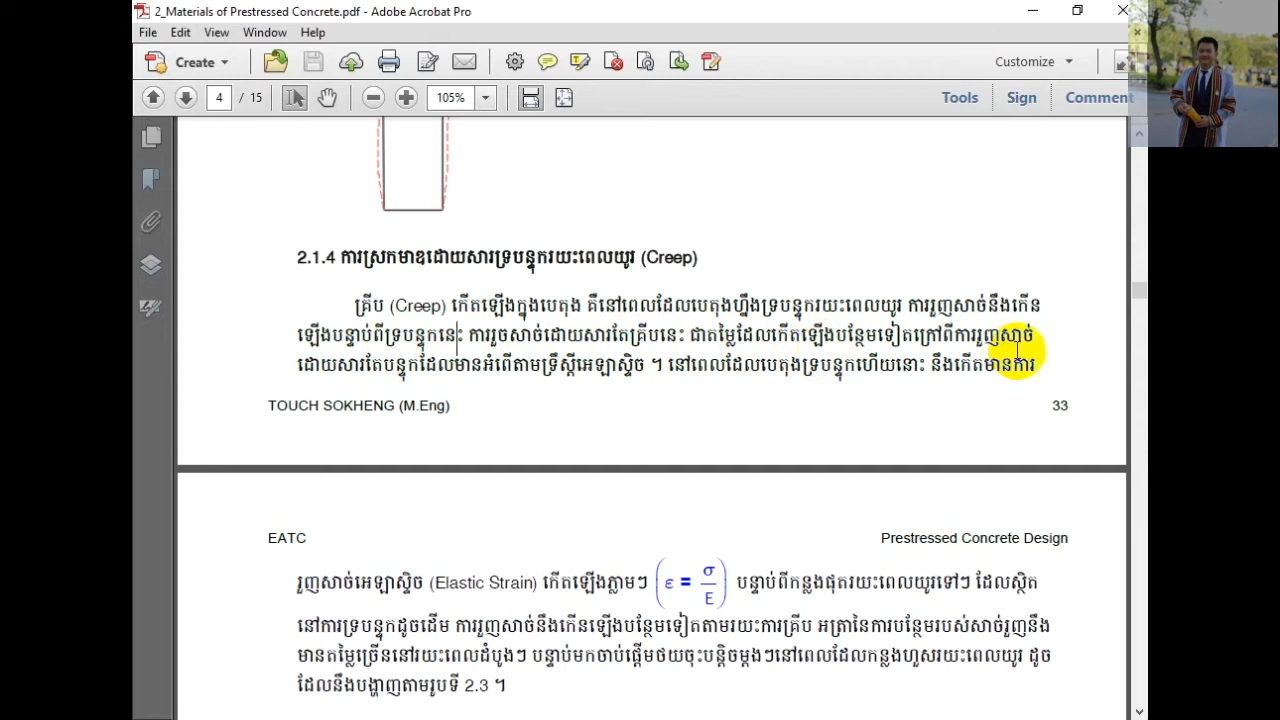 2_Materials of Prestressed Concrete.pdf - Adobe Acrobat Pro
File Edit View Window Help
Create Customize
4 / 15 105% Tools Sign Comment
2.1.4 ការស្រកមាឌដោយសារទ្របន្ទុករយះពេលយូរ (Creep)
គ្រីប (Creep) កើតឡើងក្នុងបេតុង គឺនៅពេលដែលបេតុងហ្នឹងទ្របន្ទុករយះពេលយូរ ការរួញសាច់នឹងកើន
ឡើងបន្ទាប់ពីទ្របន្ទុកនេះ ការរួចសាច់ដោយសារតែគ្រីបនេះ ជាតម្លៃដែលកើតឡើងបន្ថែមទៀតក្រៅពីការរួញសាច់
ដោយសារតែបន្ទុកដែលមានអំពើតាមទ្រឹស្តីអេឡាស្ទិច ។ នៅពេលដែលបេតុងទ្របន្ទុកហើយនោះ នឹងកើតមានការ
TOUCH SOKHENG (M.Eng) 33
EATC Prestressed Concrete Design
រួញសាច់អេឡាស្ទិច (Elastic Strain) កើតឡើងភ្លាមៗ (ε = σ/E) បន្ទាប់ពីកន្លងផុតរយះពេលយូរទៅៗ ដែលស្ថិត
នៅការទ្របន្ទុកដូចដើម ការរួញសាច់នឹងកើនឡើងបន្ថែមទៀតតាមរយះការគ្រីប អត្រានៃការបន្ថែមរបស់សាច់រួញនឹង
មានតម្លៃច្រើននៅរយះពេលដំបូងៗ បន្ទាប់មកចាប់ផ្តើមថយចុះបន្តិចម្តងៗនៅពេលដែលកន្លងហួសរយះពេលយូរ ដូច
ដែលនឹងបង្ហាញតាមរូបទី 2.3 ។